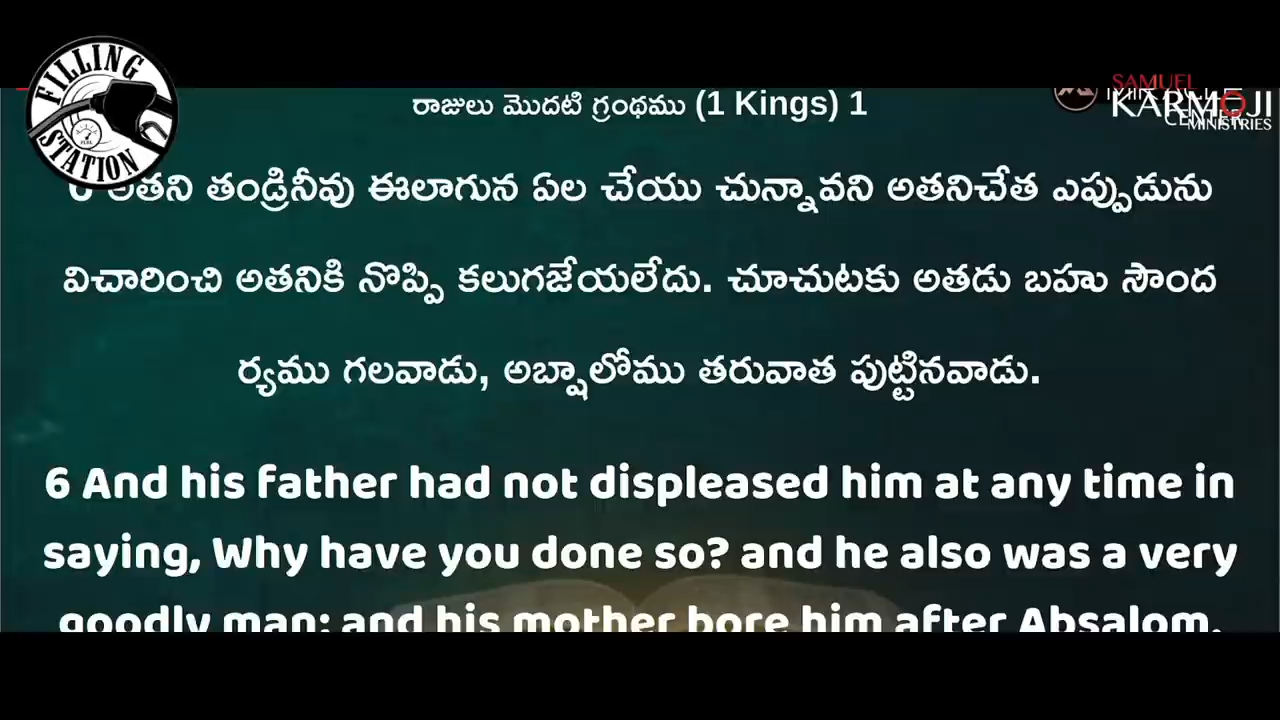 FILLING
STATION
SAMUEL
KARMOJI
MINISTRIES
రాజులు మొదటి గ్రంథము (1 Kings) 1
6 అతని తండ్రినీవు ఈలాగున ఏల చేయు చున్నావని అతనిచేత ఎప్పుడును
విచారించి అతనికి నొప్పి కలుగజేయలేదు. చూచుటకు అతడు బహు సౌంద
ర్యము గలవాడు, అబ్షాలోము తరువాత పుట్టినవాడు.
6 And his father had not displeased him at any time in
saying, Why have you done so? and he also was a very
goodly man; and his mother bore him after Absalom.